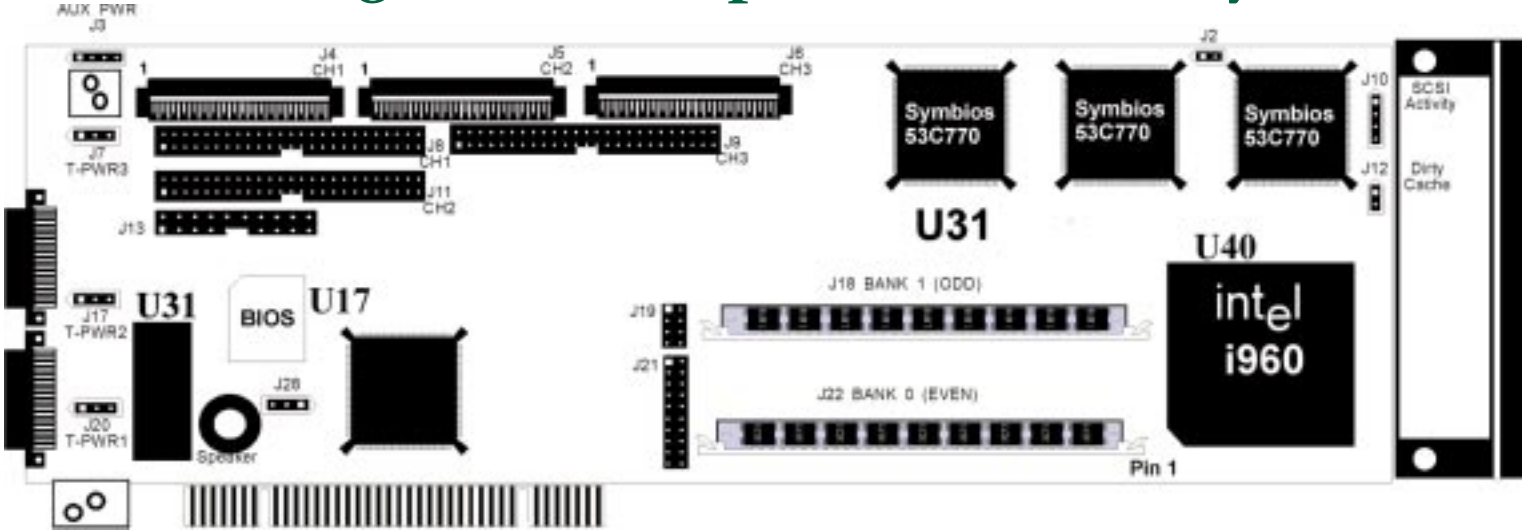 AUX PWR
J3
J4
CH1
1
J5
CH2
1
J6
CH3
1
J2
J10
SCSI
Activity
Symbios
53C770
Symbios
53C770
Symbios
53C770
J7
T-PWR3
J8
CH1
J9
CH3
J11
CH2
J12
Dirty
Cache
J13
U31
U40
J17
T-PWR2
U31
BIOS
U17
J18 BANK 1 (ODD)
J19
intel
i960
J21
J28
J22 BANK 0 (EVEN)
J20
T-PWR1
Speaker
Pin 1